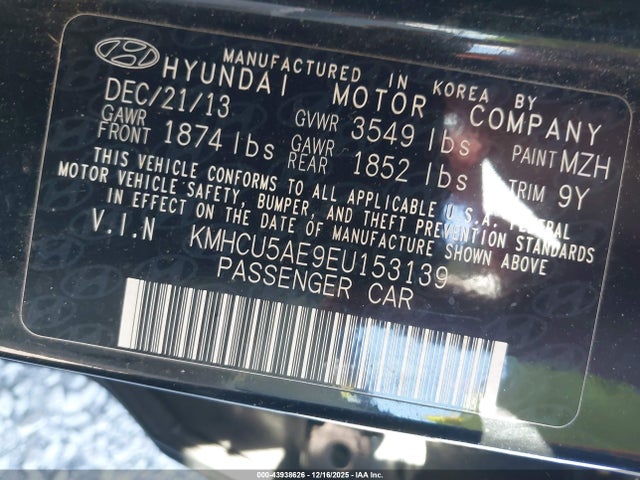 MANUFACTURED IN KOREA BY
HYUNDAI MOTOR COMPANY
DEC/21/13 GVWR 3549 lbs PAINT MZH
GAWR FRONT 1874 lbs GAWR REAR 1852 lbs TRIM 9Y
THIS VEHICLE CONFORMS TO ALL APPLICABLE U.S.A. FEDERAL
MOTOR VEHICLE SAFETY, BUMPER, AND THEFT PREVENTION STANDARDS
IN EFFECT ON THE DATE OF MANUFACTURE SHOWN ABOVE
V.I.N KMHCU5AE9EU153139
PASSENGER CAR
000-43938626 - 12/16/2025 - IAA Inc.